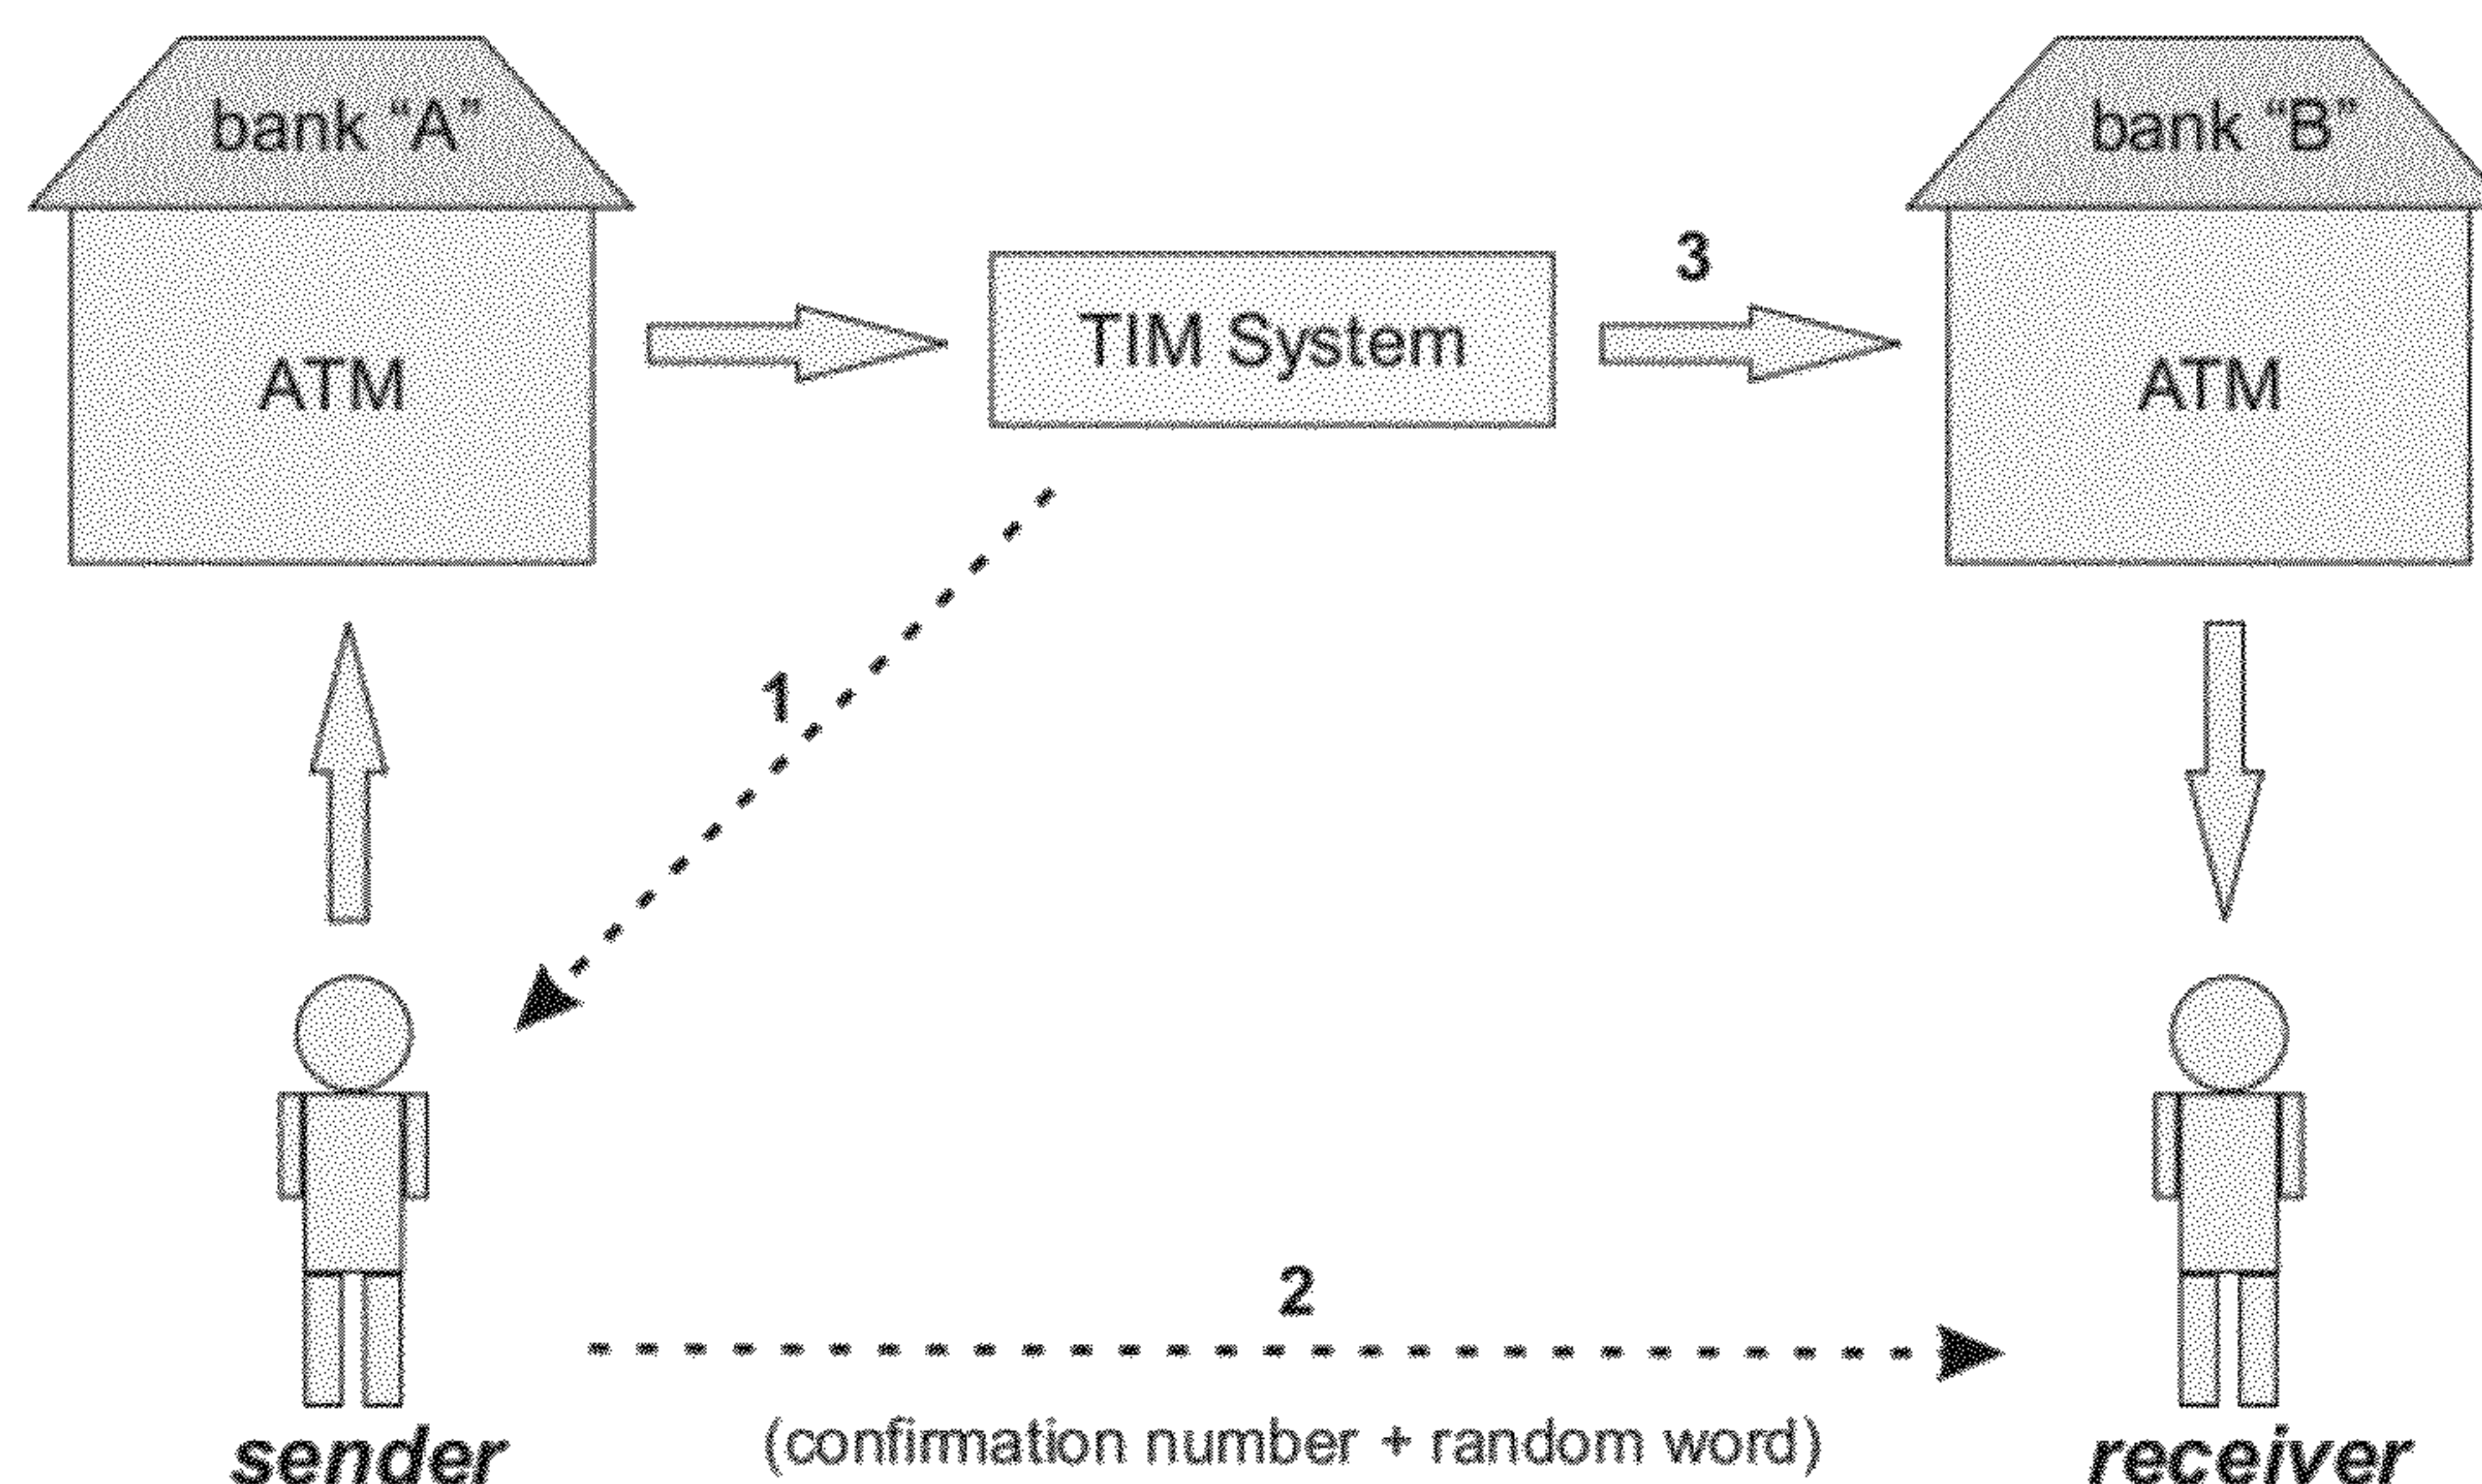 bank “A”
bank “B”
3
TIM System
ATM
ATM
1
2
(confirmation number + random word)
sender
receiver